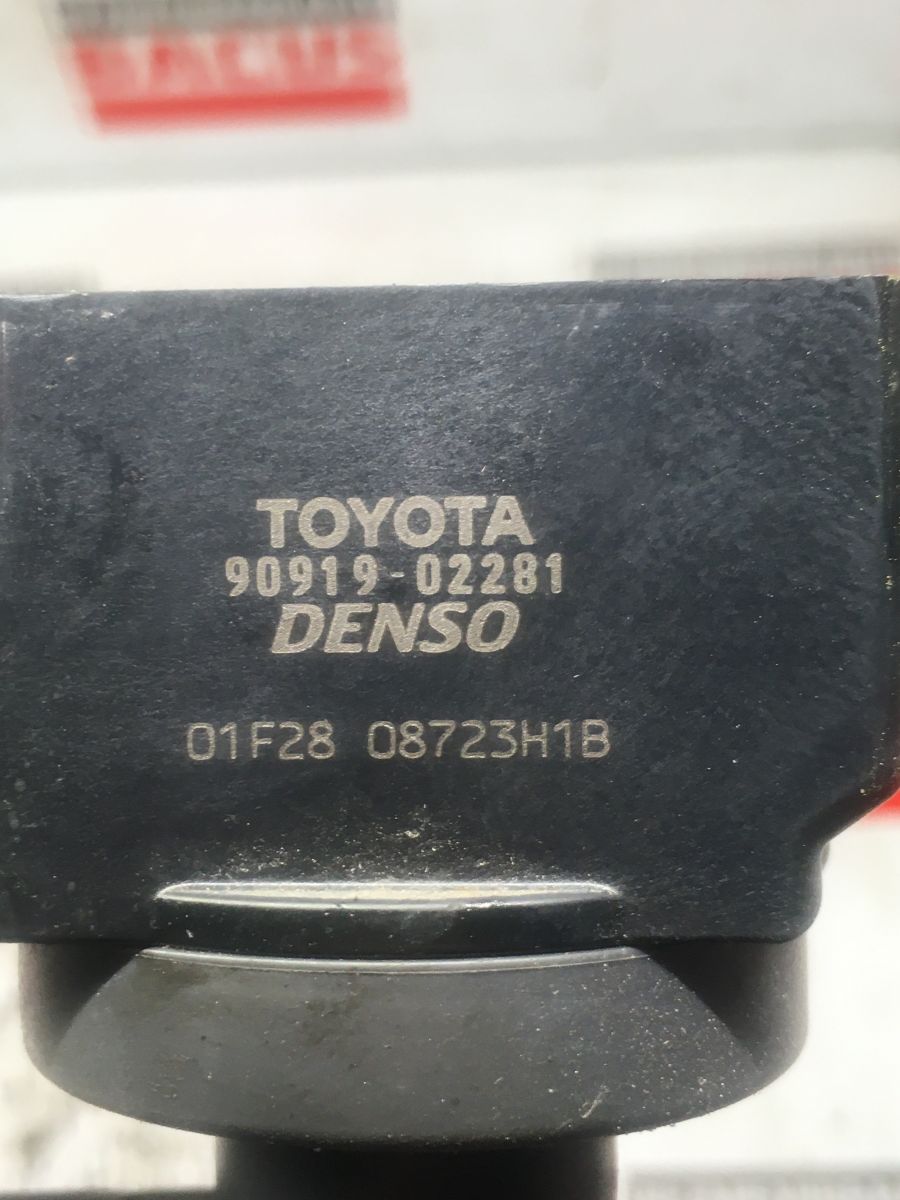 TOYOTA
90919-02281
DENSO
01F28 08723H1B